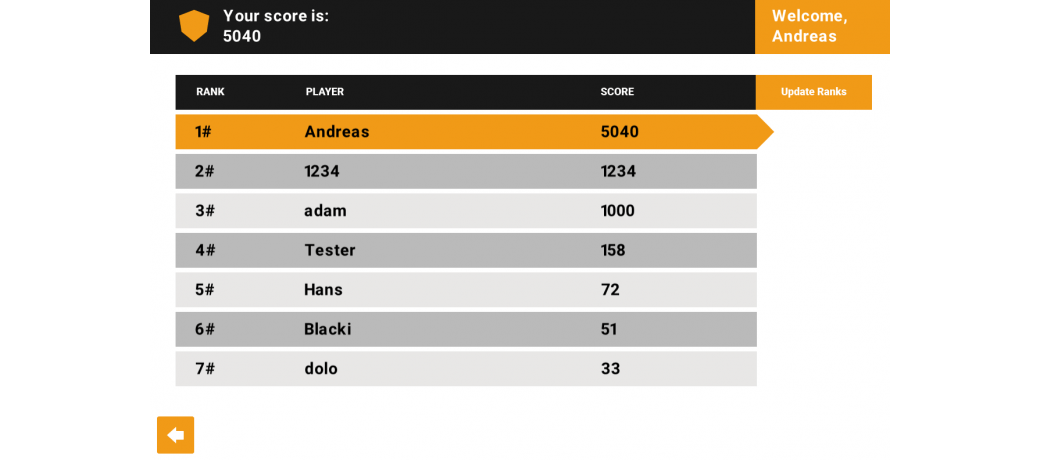 Your score is:
5040
Welcome,
Andreas
RANK PLAYER SCORE Update Ranks
1# Andreas 5040
2# 1234 1234
3# adam 1000
4# Tester 158
5# Hans 72
6# Blacki 51
7# dolo 33